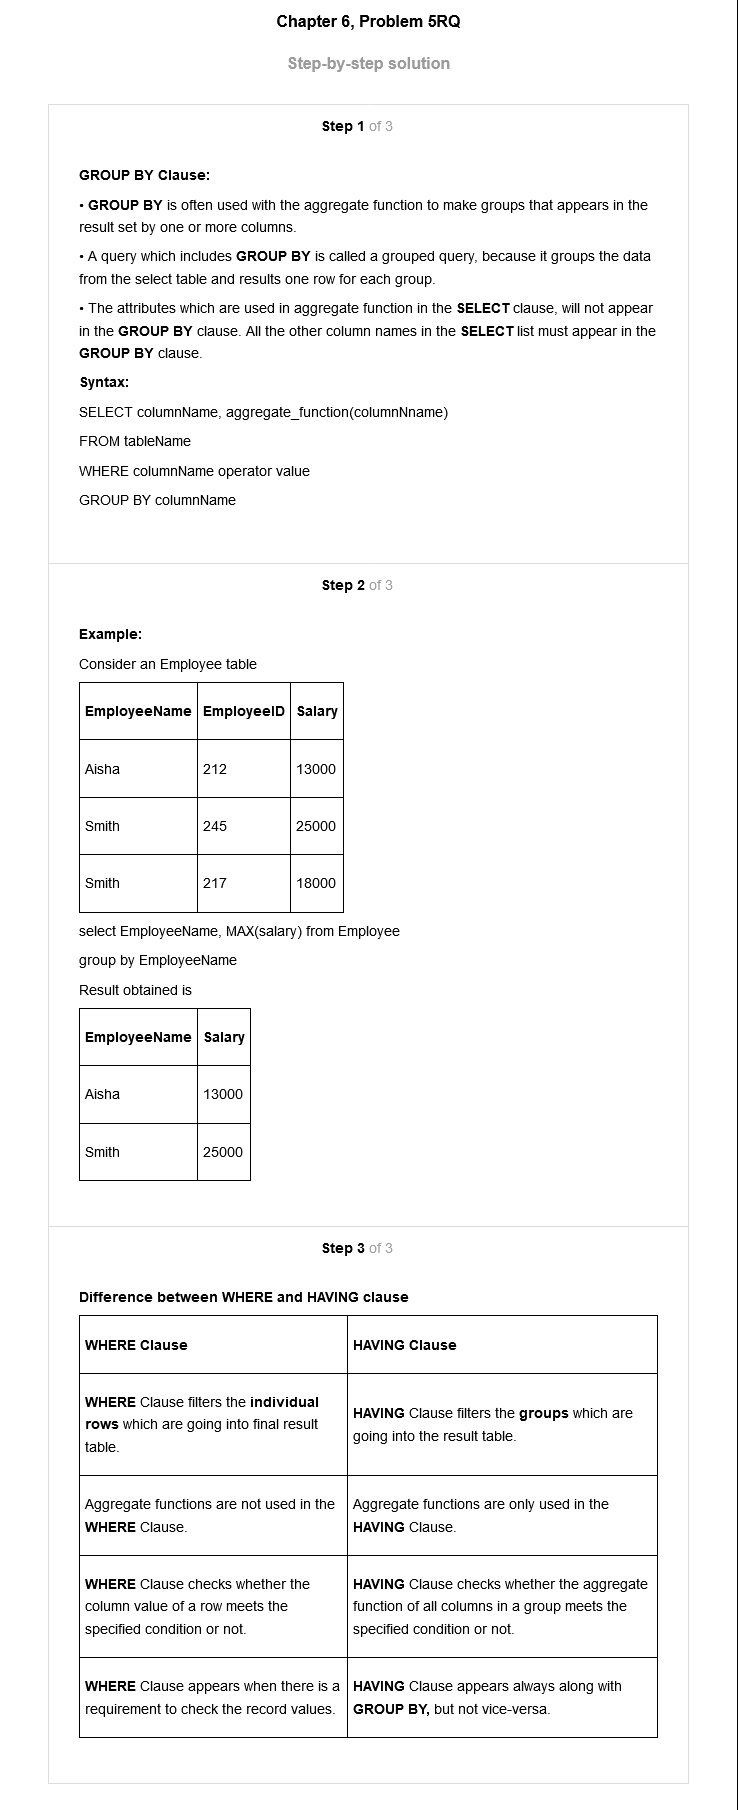 Chapter 6, Problem 5RQ
Step-by-step solution
Step 1 of 3
GROUP BY Clause:
• GROUP BY is often used with the aggregate function to make groups that appears in the
result set by one or more columns.
• A query which includes GROUP BY is called a grouped query, because it groups the data
from the select table and results one row for each group.
• The attributes which are used in aggregate function in the SELECT clause, will not appear
in the GROUP BY clause. All the other column names in the SELECT list must appear in the
GROUP BY clause.
Syntax:
SELECT columnName, aggregate_function(columnNname)
FROM tableName
WHERE columnName operator value
GROUP BY columnName
Step 2 of 3
Example:
Consider an Employee table
EmployeeName EmployeeID Salary
Aisha 212 13000
Smith 245 25000
Smith 217 18000
select EmployeeName, MAX(salary) from Employee
group by EmployeeName
Result obtained is
EmployeeName Salary
Aisha 13000
Smith 25000
Step 3 of 3
Difference between WHERE and HAVING clause
WHERE Clause
HAVING Clause
WHERE Clause filters the individual
rows which are going into final result
table.
HAVING Clause filters the groups which are
going into the result table.
Aggregate functions are not used in the
WHERE Clause.
Aggregate functions are only used in the
HAVING Clause.
WHERE Clause checks whether the
column value of a row meets the
specified condition or not.
HAVING Clause checks whether the aggregate
function of all columns in a group meets the
specified condition or not.
WHERE Clause appears when there is a
requirement to check the record values.
HAVING Clause appears always along with
GROUP BY, but not vice-versa.